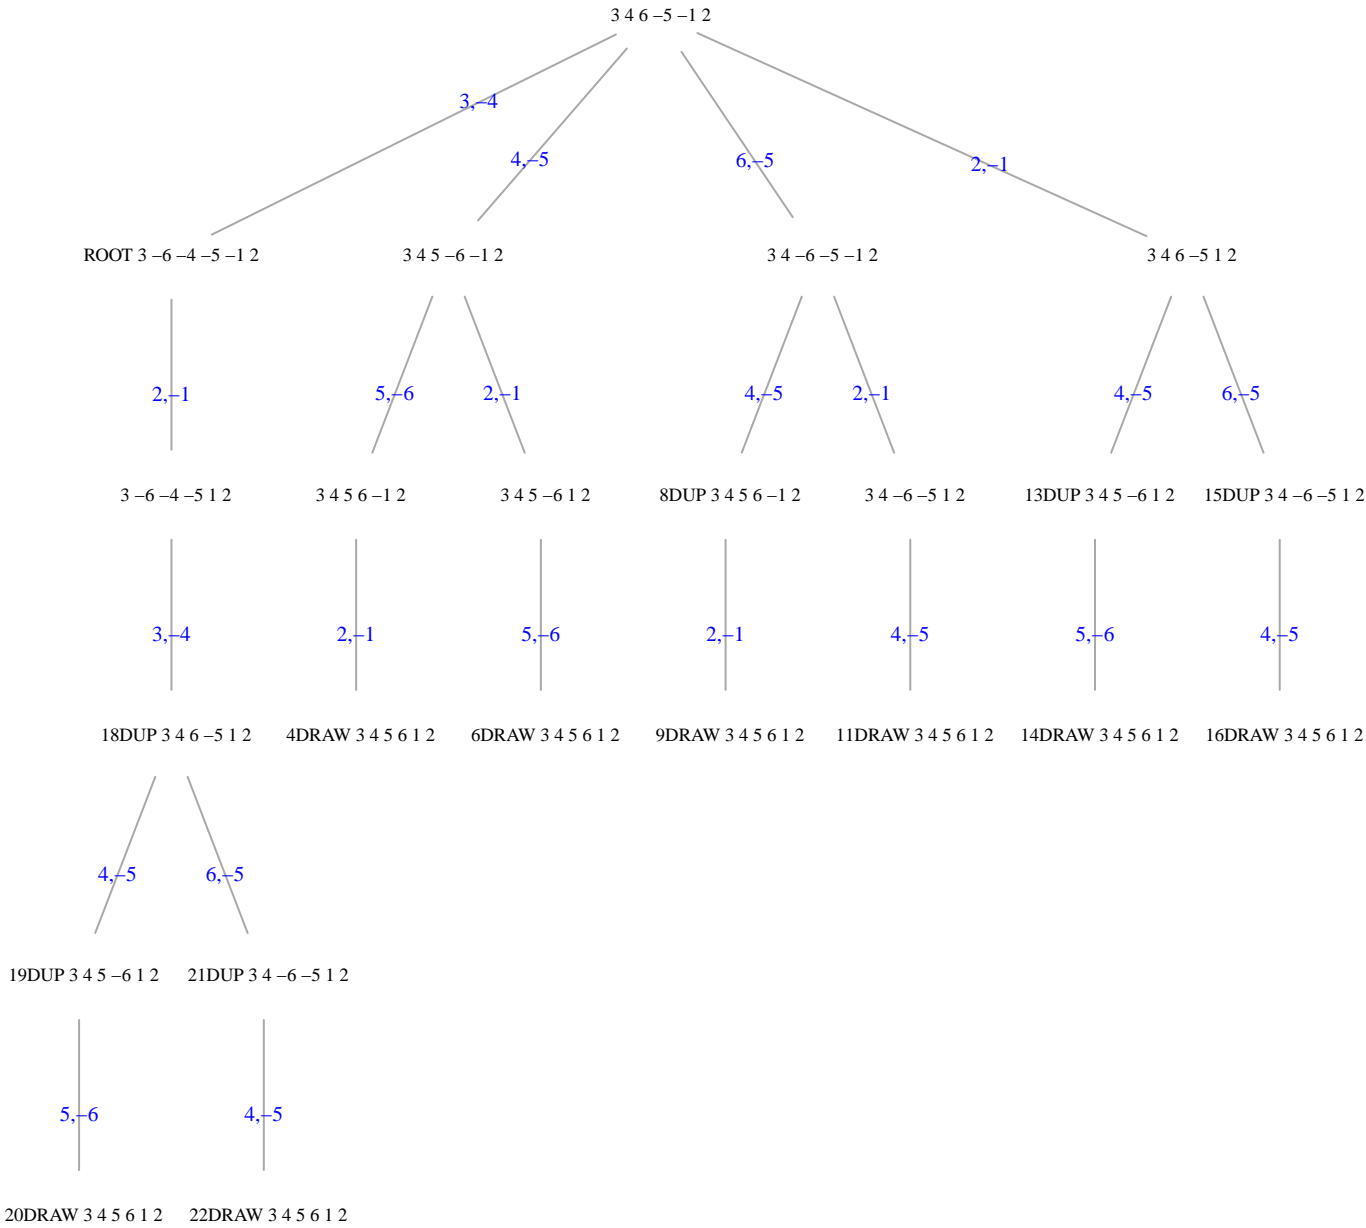 3 4 6 –5 –1 2
3,–4
4,–5
6,–5
2,–1
ROOT 3 –6 –4 –5 –1 2
3 4 5 –6 –1 2
3 4 –6 –5 –1 2
3 4 6 –5 1 2
2,–1
5,–6
2,–1
4,–5
2,–1
4,–5
6,–5
3 –6 –4 –5 1 2
3 4 5 6 –1 2
3 4 5 –6 1 2
8DUP 3 4 5 6 –1 2
3 4 –6 –5 1 2
13DUP 3 4 5 –6 1 2
15DUP 3 4 –6 –5 1 2
3,–4
2,–1
5,–6
2,–1
4,–5
5,–6
4,–5
18DUP 3 4 6 –5 1 2
4DRAW 3 4 5 6 1 2
6DRAW 3 4 5 6 1 2
9DRAW 3 4 5 6 1 2
11DRAW 3 4 5 6 1 2
14DRAW 3 4 5 6 1 2
16DRAW 3 4 5 6 1 2
4,–5
6,–5
19DUP 3 4 5 –6 1 2
21DUP 3 4 –6 –5 1 2
5,–6
4,–5
20DRAW 3 4 5 6 1 2
22DRAW 3 4 5 6 1 2